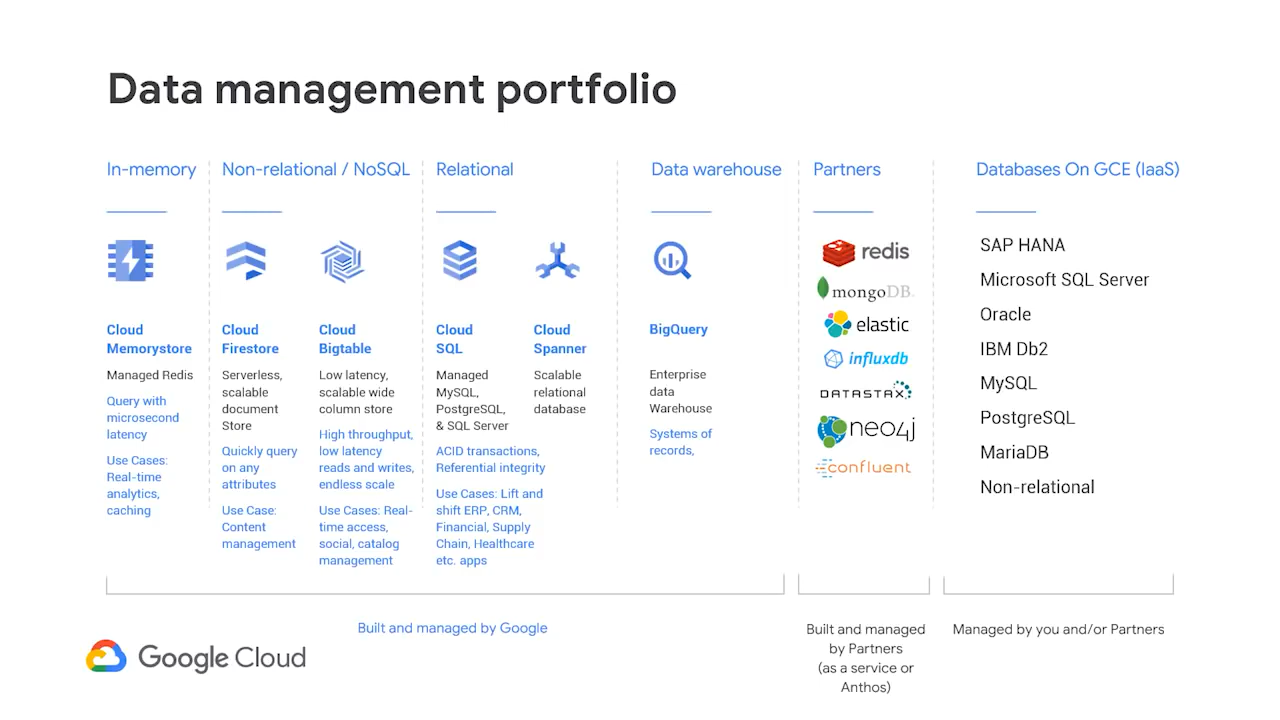 Data management portfolio
In-memory
Non-relational / NoSQL
Relational
Data warehouse
Partners
Databases On GCE (IaaS)
Cloud
Memorystore
Managed Redis
Query with
microsecond
latency
Use Cases:
Real-time
analytics,
caching
Cloud
Firestore
Serverless,
scalable
document
Store
Quickly query
on any
attributes
Use Case:
Content
management
Cloud
Bigtable
Low latency,
scalable wide
column store
High throughput,
low latency
reads and writes,
endless scale
Use Cases: Real-
time access,
social, catalog
management
Cloud
SQL
Managed
MySQL,
PostgreSQL,
& SQL Server
Cloud
Spanner
Scalable
relational
database
ACID transactions,
Referential integrity
Use Cases: Lift and
shift ERP, CRM,
Financial, Supply
Chain, Healthcare
etc. apps
BigQuery
Enterprise
data
Warehouse
Systems of
records,
redis
mongoDB.
elastic
influxdb
DATASTAX
neo4j
confluent
SAP HANA
Microsoft SQL Server
Oracle
IBM Db2
MySQL
PostgreSQL
MariaDB
Non-relational
Built and managed by Google
Built and managed
by Partners
(as a service or
Anthos)
Managed by you and/or Partners
Google Cloud